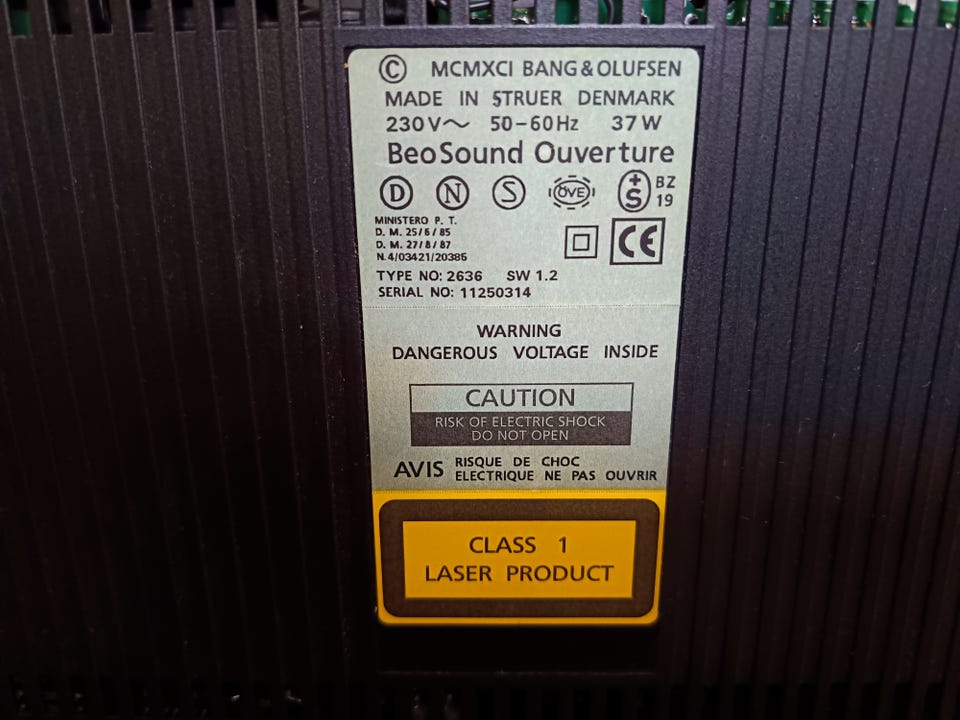 © MCMXCI BANG & OLUFSEN
MADE IN STRUER DENMARK
230V~ 50-60Hz 37W
BeoSound Ouverture
D N S ÖVE +S BZ 19
MINISTERO P. T.
D. M. 25/6/85
D. M. 27/8/87
N.4/03421/20385
CE
TYPE NO: 2636 SW 1.2
SERIAL NO: 11250314
WARNING
DANGEROUS VOLTAGE INSIDE
CAUTION
RISK OF ELECTRIC SHOCK
DO NOT OPEN
AVIS RISQUE DE CHOC
ELECTRIQUE NE PAS OUVRIR
CLASS 1
LASER PRODUCT